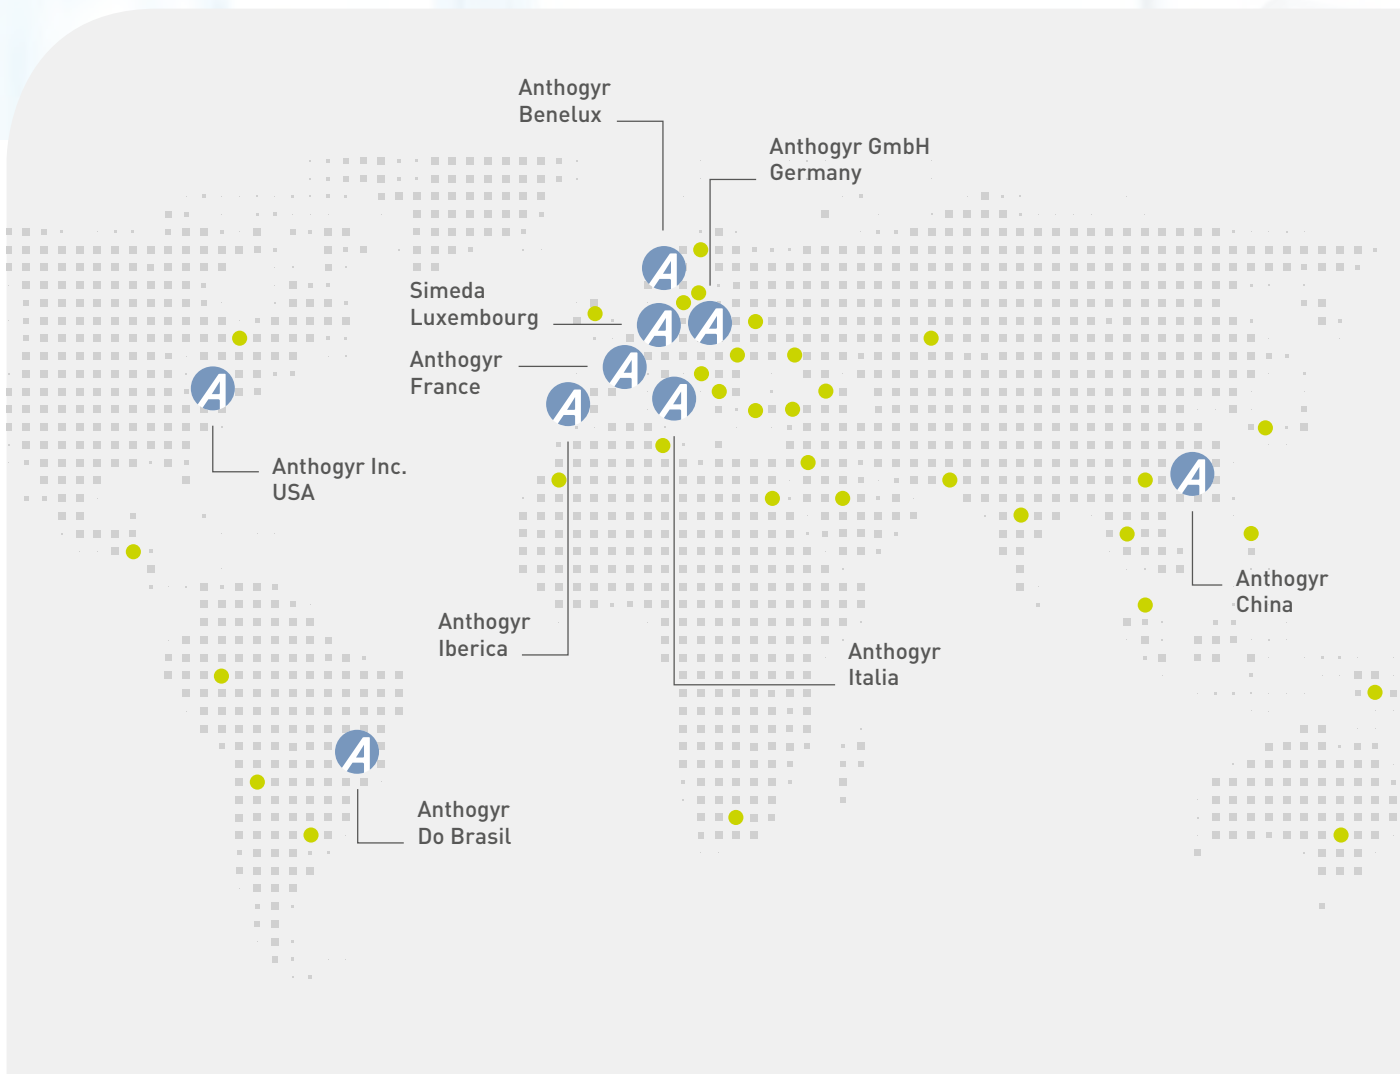 Anthogyr
Benelux
Anthogyr GmbH
Germany
Simeda
Luxembourg
Anthogyr
France
Anthogyr Inc.
USA
Anthogyr
China
Anthogyr
Iberica
Anthogyr
Italia
Anthogyr
Do Brasil
A
A
A
A
A
A
A
A
A